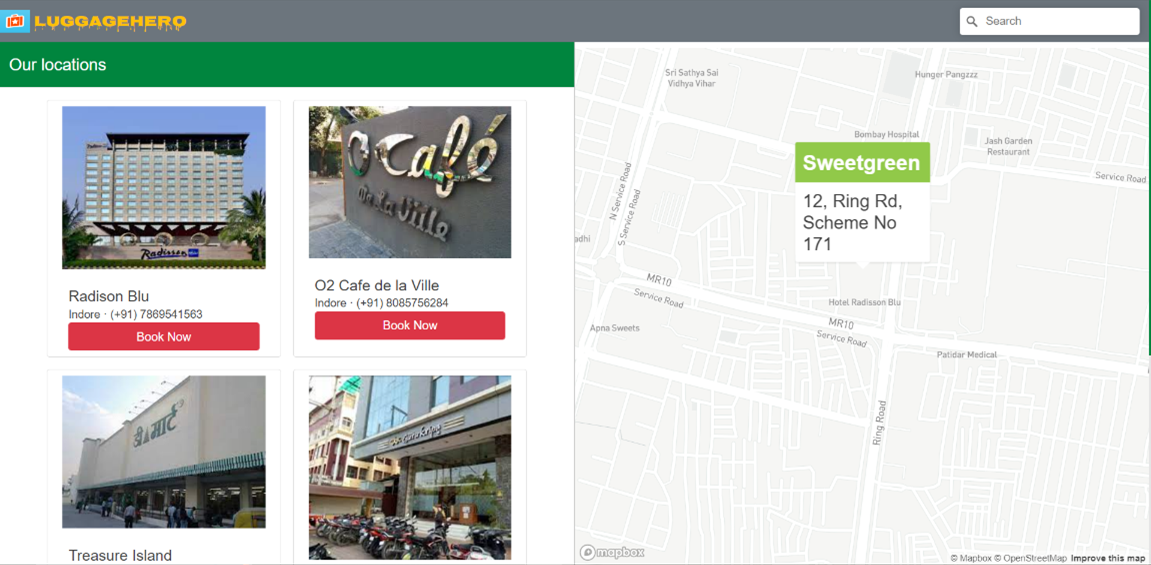 LUGGAGEHERO
Search
Our locations
Radisson
BLU
Radison Blu
Indore · (+91) 7869541563
Book Now
O2 Café
De La Ville
O2 Cafe de la Ville
Indore · (+91) 8085756284
Book Now
डी मार्ट
Treasure Island
Sri Sathya Sai
Vidhya Vihar
Hunger Pangzzz
Bombay Hospital
Jash Garden
Restaurant
Service Road
N Service Road
S Service Road
adhi
Sweetgreen
12, Ring Rd,
Scheme No
171
MR10
Service Road
Hotel Radisson Blu
MR10
Service Road
Apna Sweets
Patidar Medical
Ring Road
mapbox
© Mapbox © OpenStreetMap Improve this map